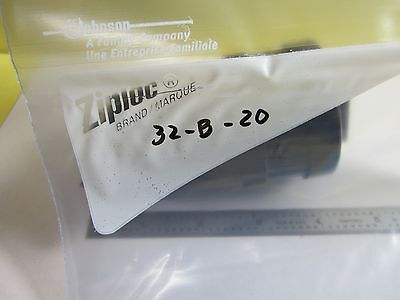 Johnson
A Family Company
Une Entreprise Familiale
Ziploc ®
BRAND / MARQUE
32-B-20